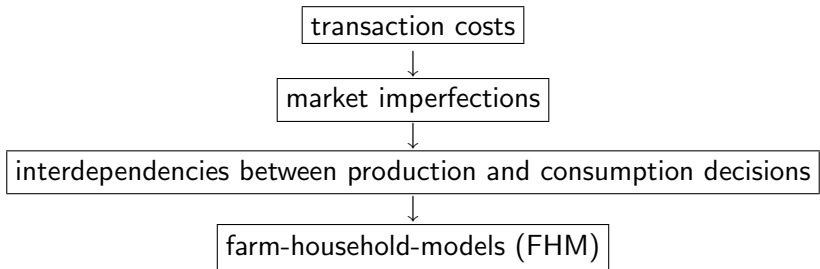 transaction costs
market imperfections
interdependencies between production and consumption decisions
farm-household-models (FHM)